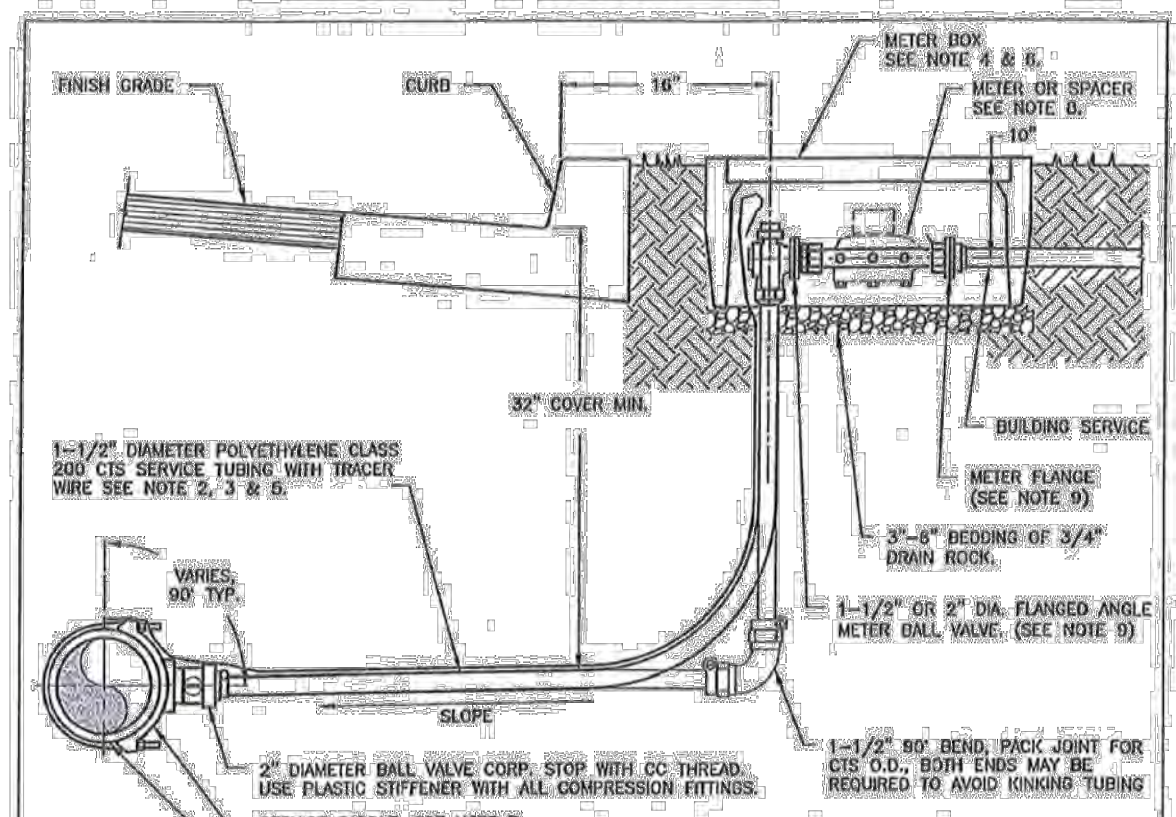 METER BOX
SEE NOTE 4 & 6.
FINISH GRADE
CURB
16"
METER OR SPACER
SEE NOTE 8.
10"
32" COVER MIN.
BUILDING SERVICE
1-1/2" DIAMETER POLYETHYLENE CLASS
200 CTS SERVICE TUBING WITH TRACER
WIRE SEE NOTE 2, 3 & 5.
METER FLANGE
(SEE NOTE 9)
3"-6" BEDDING OF 3/4"
DRAIN ROCK.
VARIES,
90° TYP.
1-1/2" OR 2" DIA. FLANGED ANGLE
METER BALL VALVE. (SEE NOTE 9)
SLOPE
1-1/2" 90° BEND, PACK JOINT FOR
CTS O.D., BOTH ENDS MAY BE
REQUIRED TO AVOID KINKING TUBING
2" DIAMETER BALL VALVE CORP. STOP WITH CC THREAD.
USE PLASTIC STIFFENER WITH ALL COMPRESSION FITTINGS.